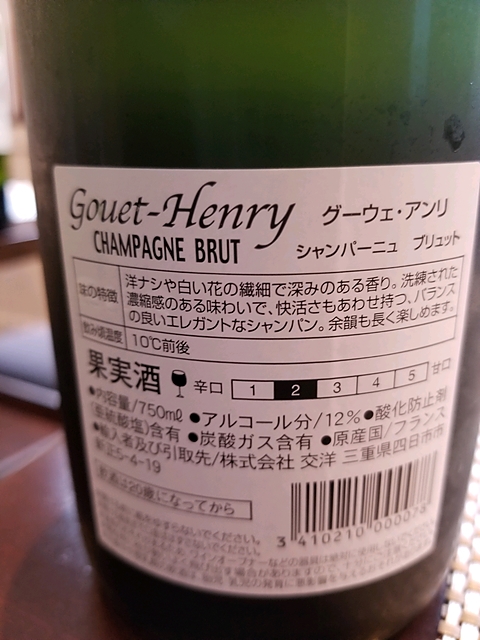 Gouet-Henry グーウェ・アンリ
CHAMPAGNE BRUT シャンパーニュ ブリュット
味の特徴 洋ナシや白い花の繊細で深みのある香り。洗練された
濃縮感のある味わいで、快活さもあわせ持つ、バランス
の良いエレガントなシャンパン。余韻も長く楽しめます。
飲み頃温度 10℃前後
果実酒 辛口 1 2 3 4 5 甘口
●内容量/750mℓ ●アルコール分/12% ●酸化防止剤
(亜硫酸塩)含有 ●炭酸ガス含有 ●原産国/フランス
●輸入者及び引取先/株式会社 交洋 三重県四日市市
新正5-4-19
飲酒は20歳になってから
3 410210 000078